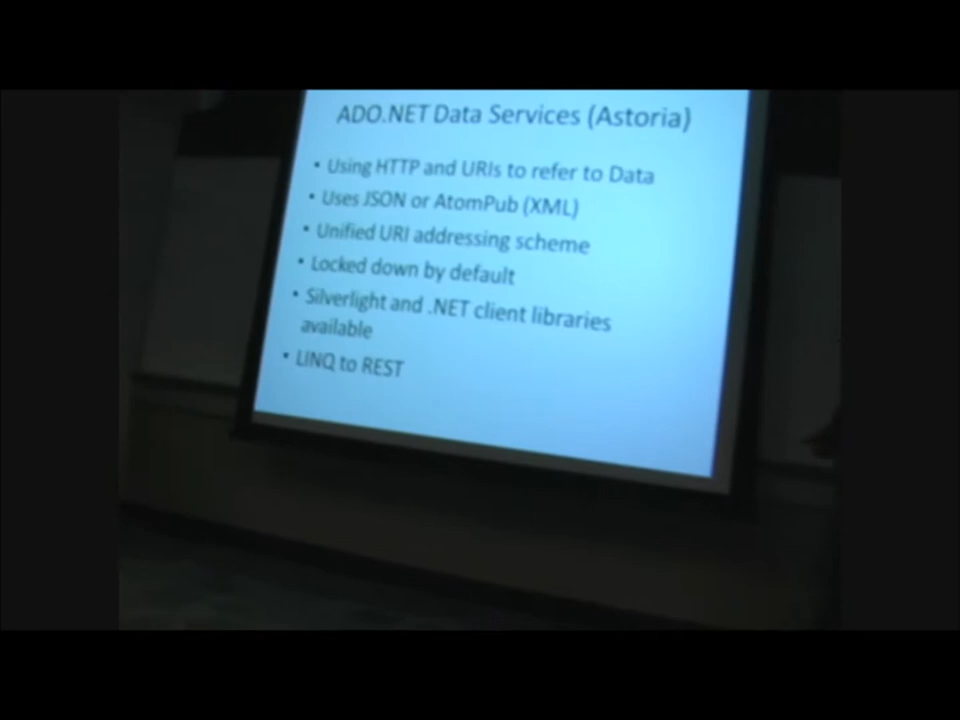 ADO.NET Data Services (Astoria)
• Using HTTP and URIs to refer to Data
• Uses JSON or AtomPub (XML)
• Unified URI addressing scheme
• Locked down by default
• Silverlight and .NET client libraries
available
• LINQ to REST